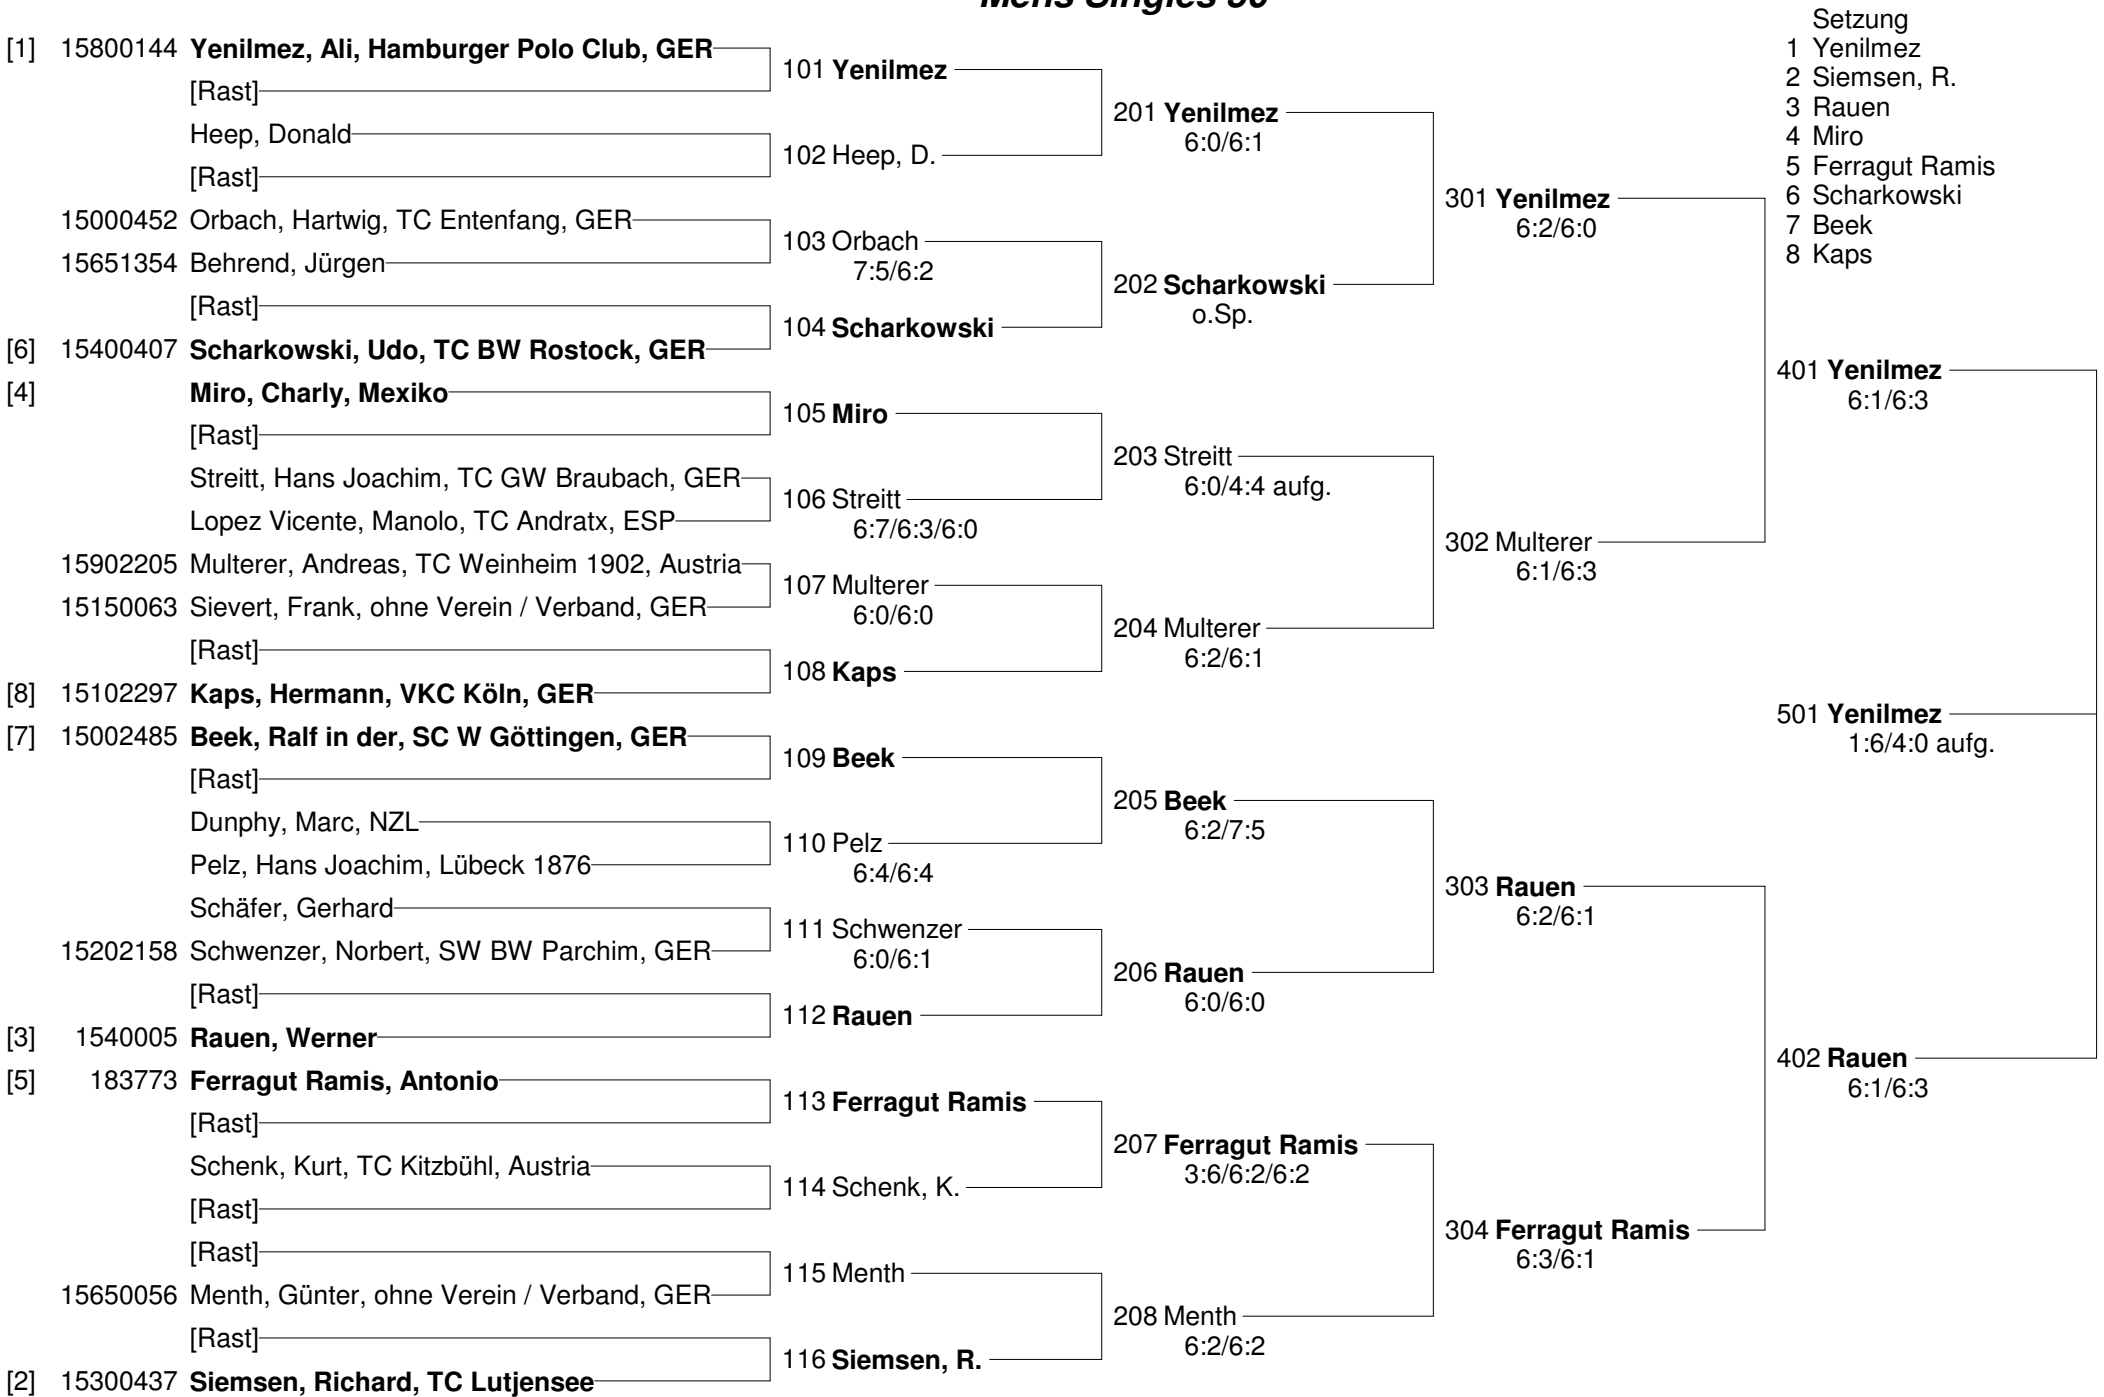 Mens Singles 50
Setzung
1 Yenilmez
2 Siemsen, R.
3 Rauen
4 Miro
5 Ferragut Ramis
6 Scharkowski
7 Beek
8 Kaps
[1] 15800144 Yenilmez, Ali, Hamburger Polo Club, GER
[Rast]
Heep, Donald
[Rast]
15000452 Orbach, Hartwig, TC Entenfang, GER
15651354 Behrend, Jürgen
[Rast]
[6] 15400407 Scharkowski, Udo, TC BW Rostock, GER
[4] Miro, Charly, Mexiko
[Rast]
Streitt, Hans Joachim, TC GW Braubach, GER
Lopez Vicente, Manolo, TC Andratx, ESP
15902205 Multerer, Andreas, TC Weinheim 1902, Austria
15150063 Sievert, Frank, ohne Verein / Verband, GER
[Rast]
[8] 15102297 Kaps, Hermann, VKC Köln, GER
[7] 15002485 Beek, Ralf in der, SC W Göttingen, GER
[Rast]
Dunphy, Marc, NZL
Pelz, Hans Joachim, Lübeck 1876
Schäfer, Gerhard
15202158 Schwenzer, Norbert, SW BW Parchim, GER
[Rast]
[3] 1540005 Rauen, Werner
[5] 183773 Ferragut Ramis, Antonio
[Rast]
Schenk, Kurt, TC Kitzbühl, Austria
[Rast]
[Rast]
15650056 Menth, Günter, ohne Verein / Verband, GER
[Rast]
[2] 15300437 Siemsen, Richard, TC Lutjensee
101 Yenilmez
102 Heep, D.
103 Orbach
7:5/6:2
104 Scharkowski
105 Miro
106 Streitt
6:7/6:3/6:0
107 Multerer
6:0/6:0
108 Kaps
109 Beek
110 Pelz
6:4/6:4
111 Schwenzer
6:0/6:1
112 Rauen
113 Ferragut Ramis
114 Schenk, K.
115 Menth
116 Siemsen, R.
201 Yenilmez
6:0/6:1
202 Scharkowski
o.Sp.
203 Streitt
6:0/4:4 aufg.
204 Multerer
6:2/6:1
205 Beek
6:2/7:5
206 Rauen
6:0/6:0
207 Ferragut Ramis
3:6/6:2/6:2
208 Menth
6:2/6:2
301 Yenilmez
6:2/6:0
302 Multerer
6:1/6:3
303 Rauen
6:2/6:1
304 Ferragut Ramis
6:3/6:1
401 Yenilmez
6:1/6:3
402 Rauen
6:1/6:3
501 Yenilmez
1:6/4:0 aufg.